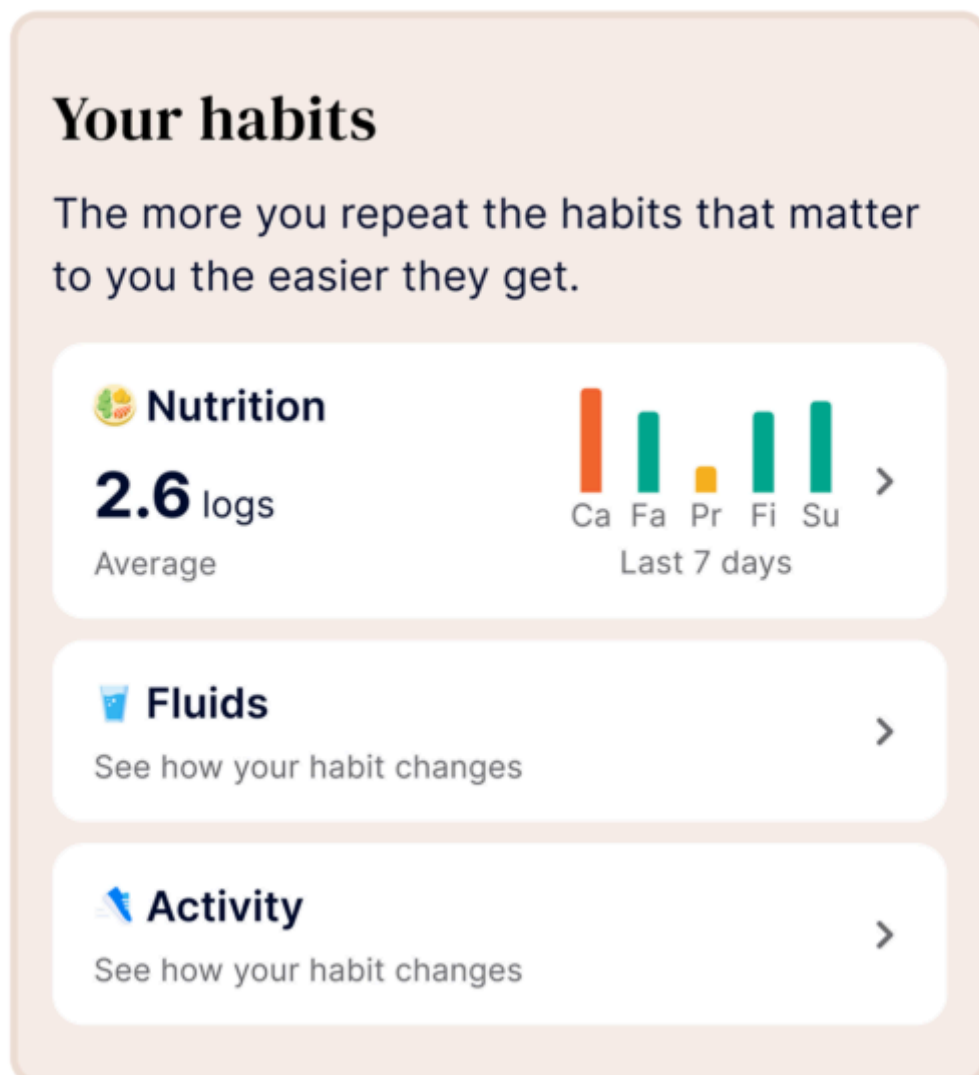 Your habits
The more you repeat the habits that matter
to you the easier they get.
Nutrition
2.6 logs
Average
Ca Fa Pr Fi Su
Last 7 days
Fluids
See how your habit changes
Activity
See how your habit changes